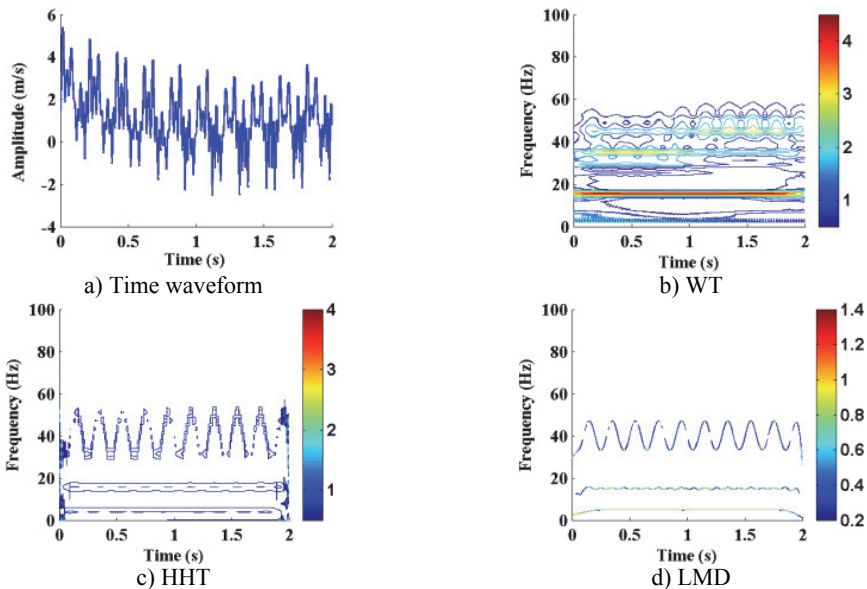 6
4
2
0
-2
-4
0 0.5 1 1.5 2
Amplitude (m/s)
Time (s)
a) Time waveform
100
80
60
40
20
0
0 0.5 1 1.5 2
Frequency (Hz)
Time (s)
4
3
2
1
b) WT
100
80
60
40
20
0
0 0.5 1 1.5 2
Frequency (Hz)
Time (s)
4
3
2
1
c) HHT
100
80
60
40
20
0
0 0.5 1 1.5 2
Frequency (Hz)
Time (s)
1.4
1.2
1
0.8
0.6
0.4
0.2
d) LMD